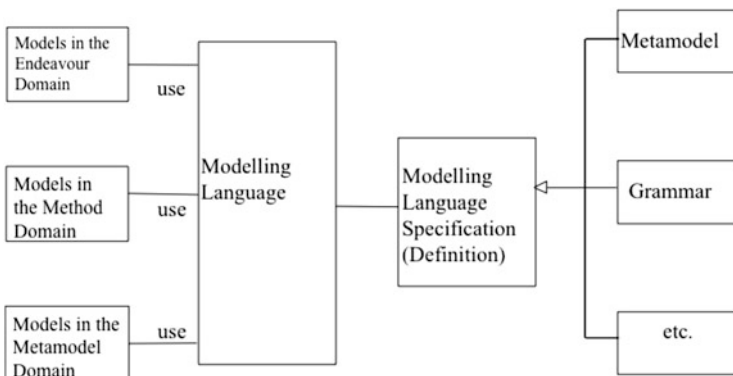 Models in the
Endeavour
Domain
use
Models in
the Method
Domain
use
Models in the
Metamodel
Domain
use
Modelling
Language
Modelling
Language
Specification
(Definition)
Metamodel
Grammar
etc.